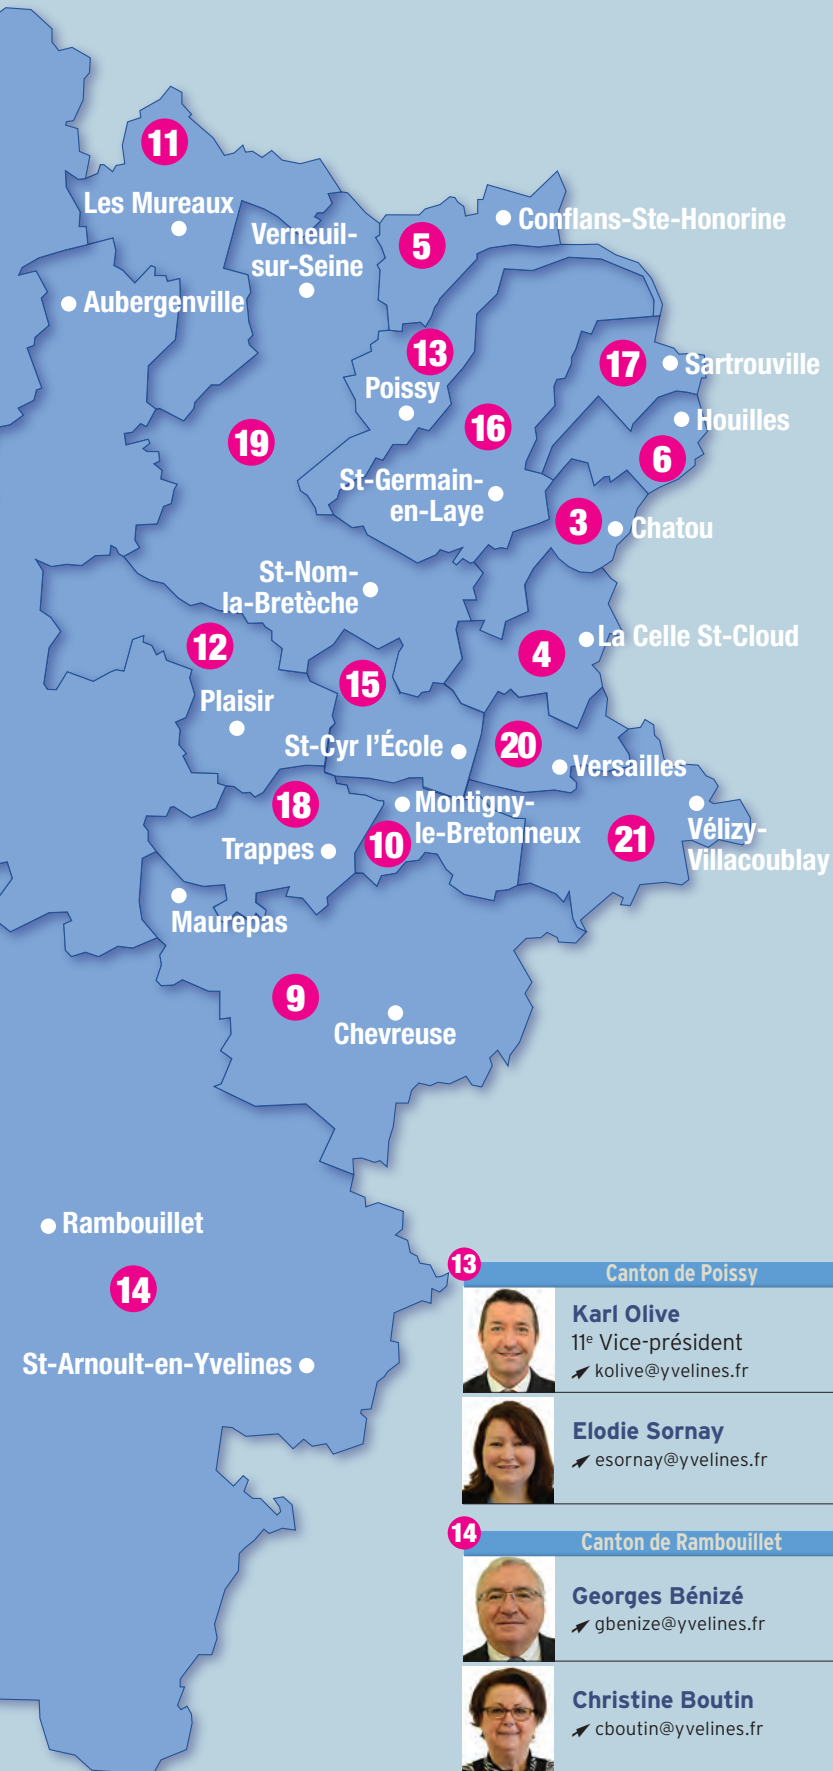 11
Les Mureaux
Verneuil-
sur-Seine
5
Conflans-Ste-Honorine
Aubergenville
13
Poissy
17
Sartrouville
Houilles
19
16
6
St-Germain-
en-Laye
3
Chatou
St-Nom-
la-Bretèche
12
4
La Celle St-Cloud
15
Plaisir
St-Cyr l'École
20
Versailles
18
Montigny-
le-Bretonneux
10
21
Vélizy-
Villacoublay
Trappes
Maurepas
9
Chevreuse
Rambouillet
14
St-Arnoult-en-Yvelines
13
Canton de Poissy
Karl Olive
11e Vice-président
kolive@yvelines.fr
Elodie Sornay
esornay@yvelines.fr
14
Canton de Rambouillet
Georges Bénizé
gbenize@yvelines.fr
Christine Boutin
cboutin@yvelines.fr